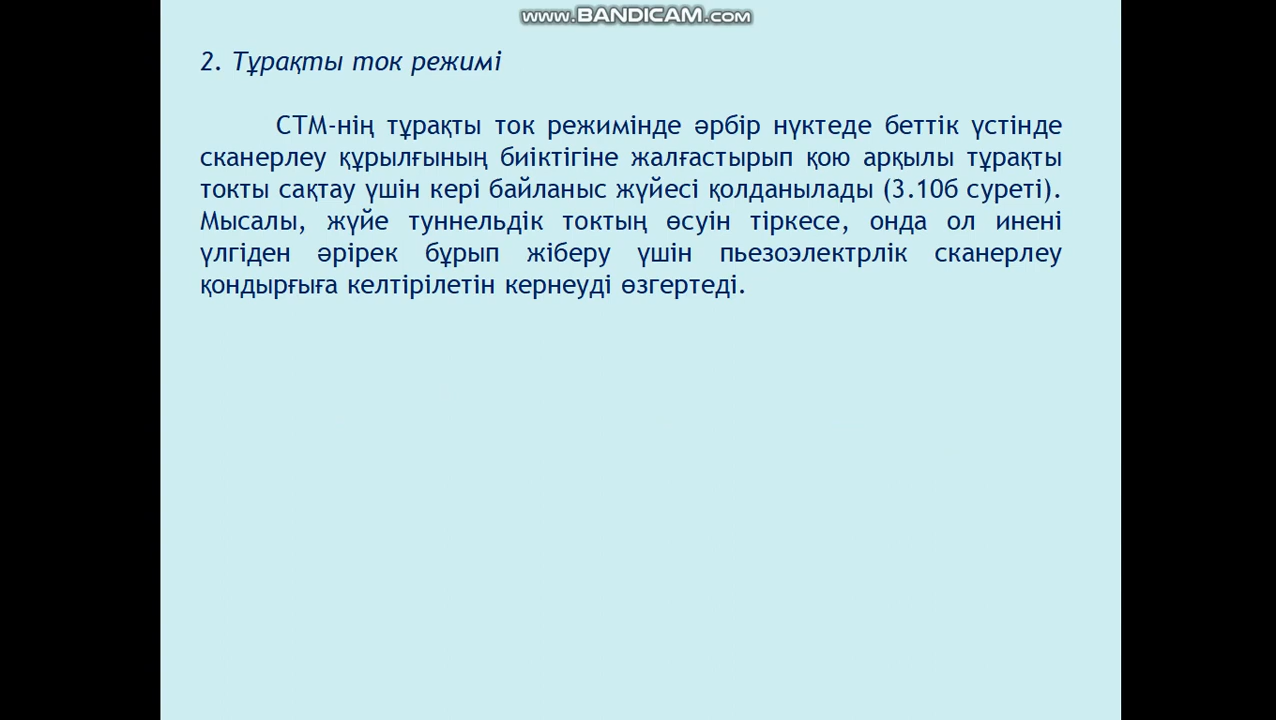 www.BANDICAM.com
2. Тұрақты ток режимі
СТМ-нің тұрақты ток режимінде әрбір нүктеде беттік үстінде
сканерлеу құрылғының биіктігіне жалғастырып қою арқылы тұрақты
токты сақтау үшін кері байланыс жүйесі қолданылады (3.10б суреті).
Мысалы, жүйе туннельдік токтың өсуін тіркесе, онда ол инені
үлгіден әрірек бұрып жіберу үшін пьезоэлектрлік сканерлеу
қондырғыға келтірілетін кернеуді өзгертеді.